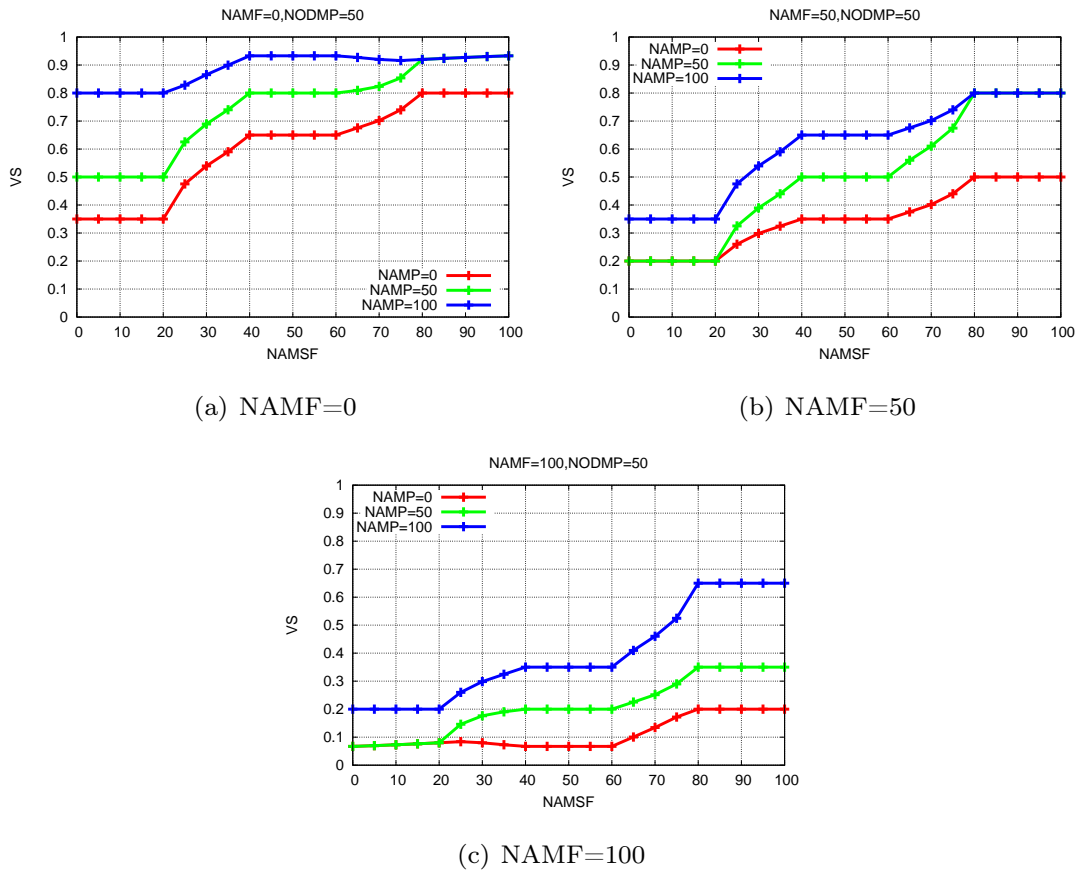 NAMF=0,NODMP=50
1
0.9
0.8
0.7
0.6
0.5
0.4
0.3
0.2
0.1
0
VS
NAMP=0
NAMP=50
NAMP=100
0 10 20 30 40 50 60 70 80 90 100
NAMSF
(a) NAMF=0
NAMF=50,NODMP=50
1
0.9
0.8
0.7
0.6
0.5
0.4
0.3
0.2
0.1
0
VS
NAMP=0
NAMP=50
NAMP=100
0 10 20 30 40 50 60 70 80 90 100
NAMSF
(b) NAMF=50
NAMF=100,NODMP=50
1
0.9
0.8
0.7
0.6
0.5
0.4
0.3
0.2
0.1
0
VS
NAMP=0
NAMP=50
NAMP=100
0 10 20 30 40 50 60 70 80 90 100
NAMSF
(c) NAMF=100